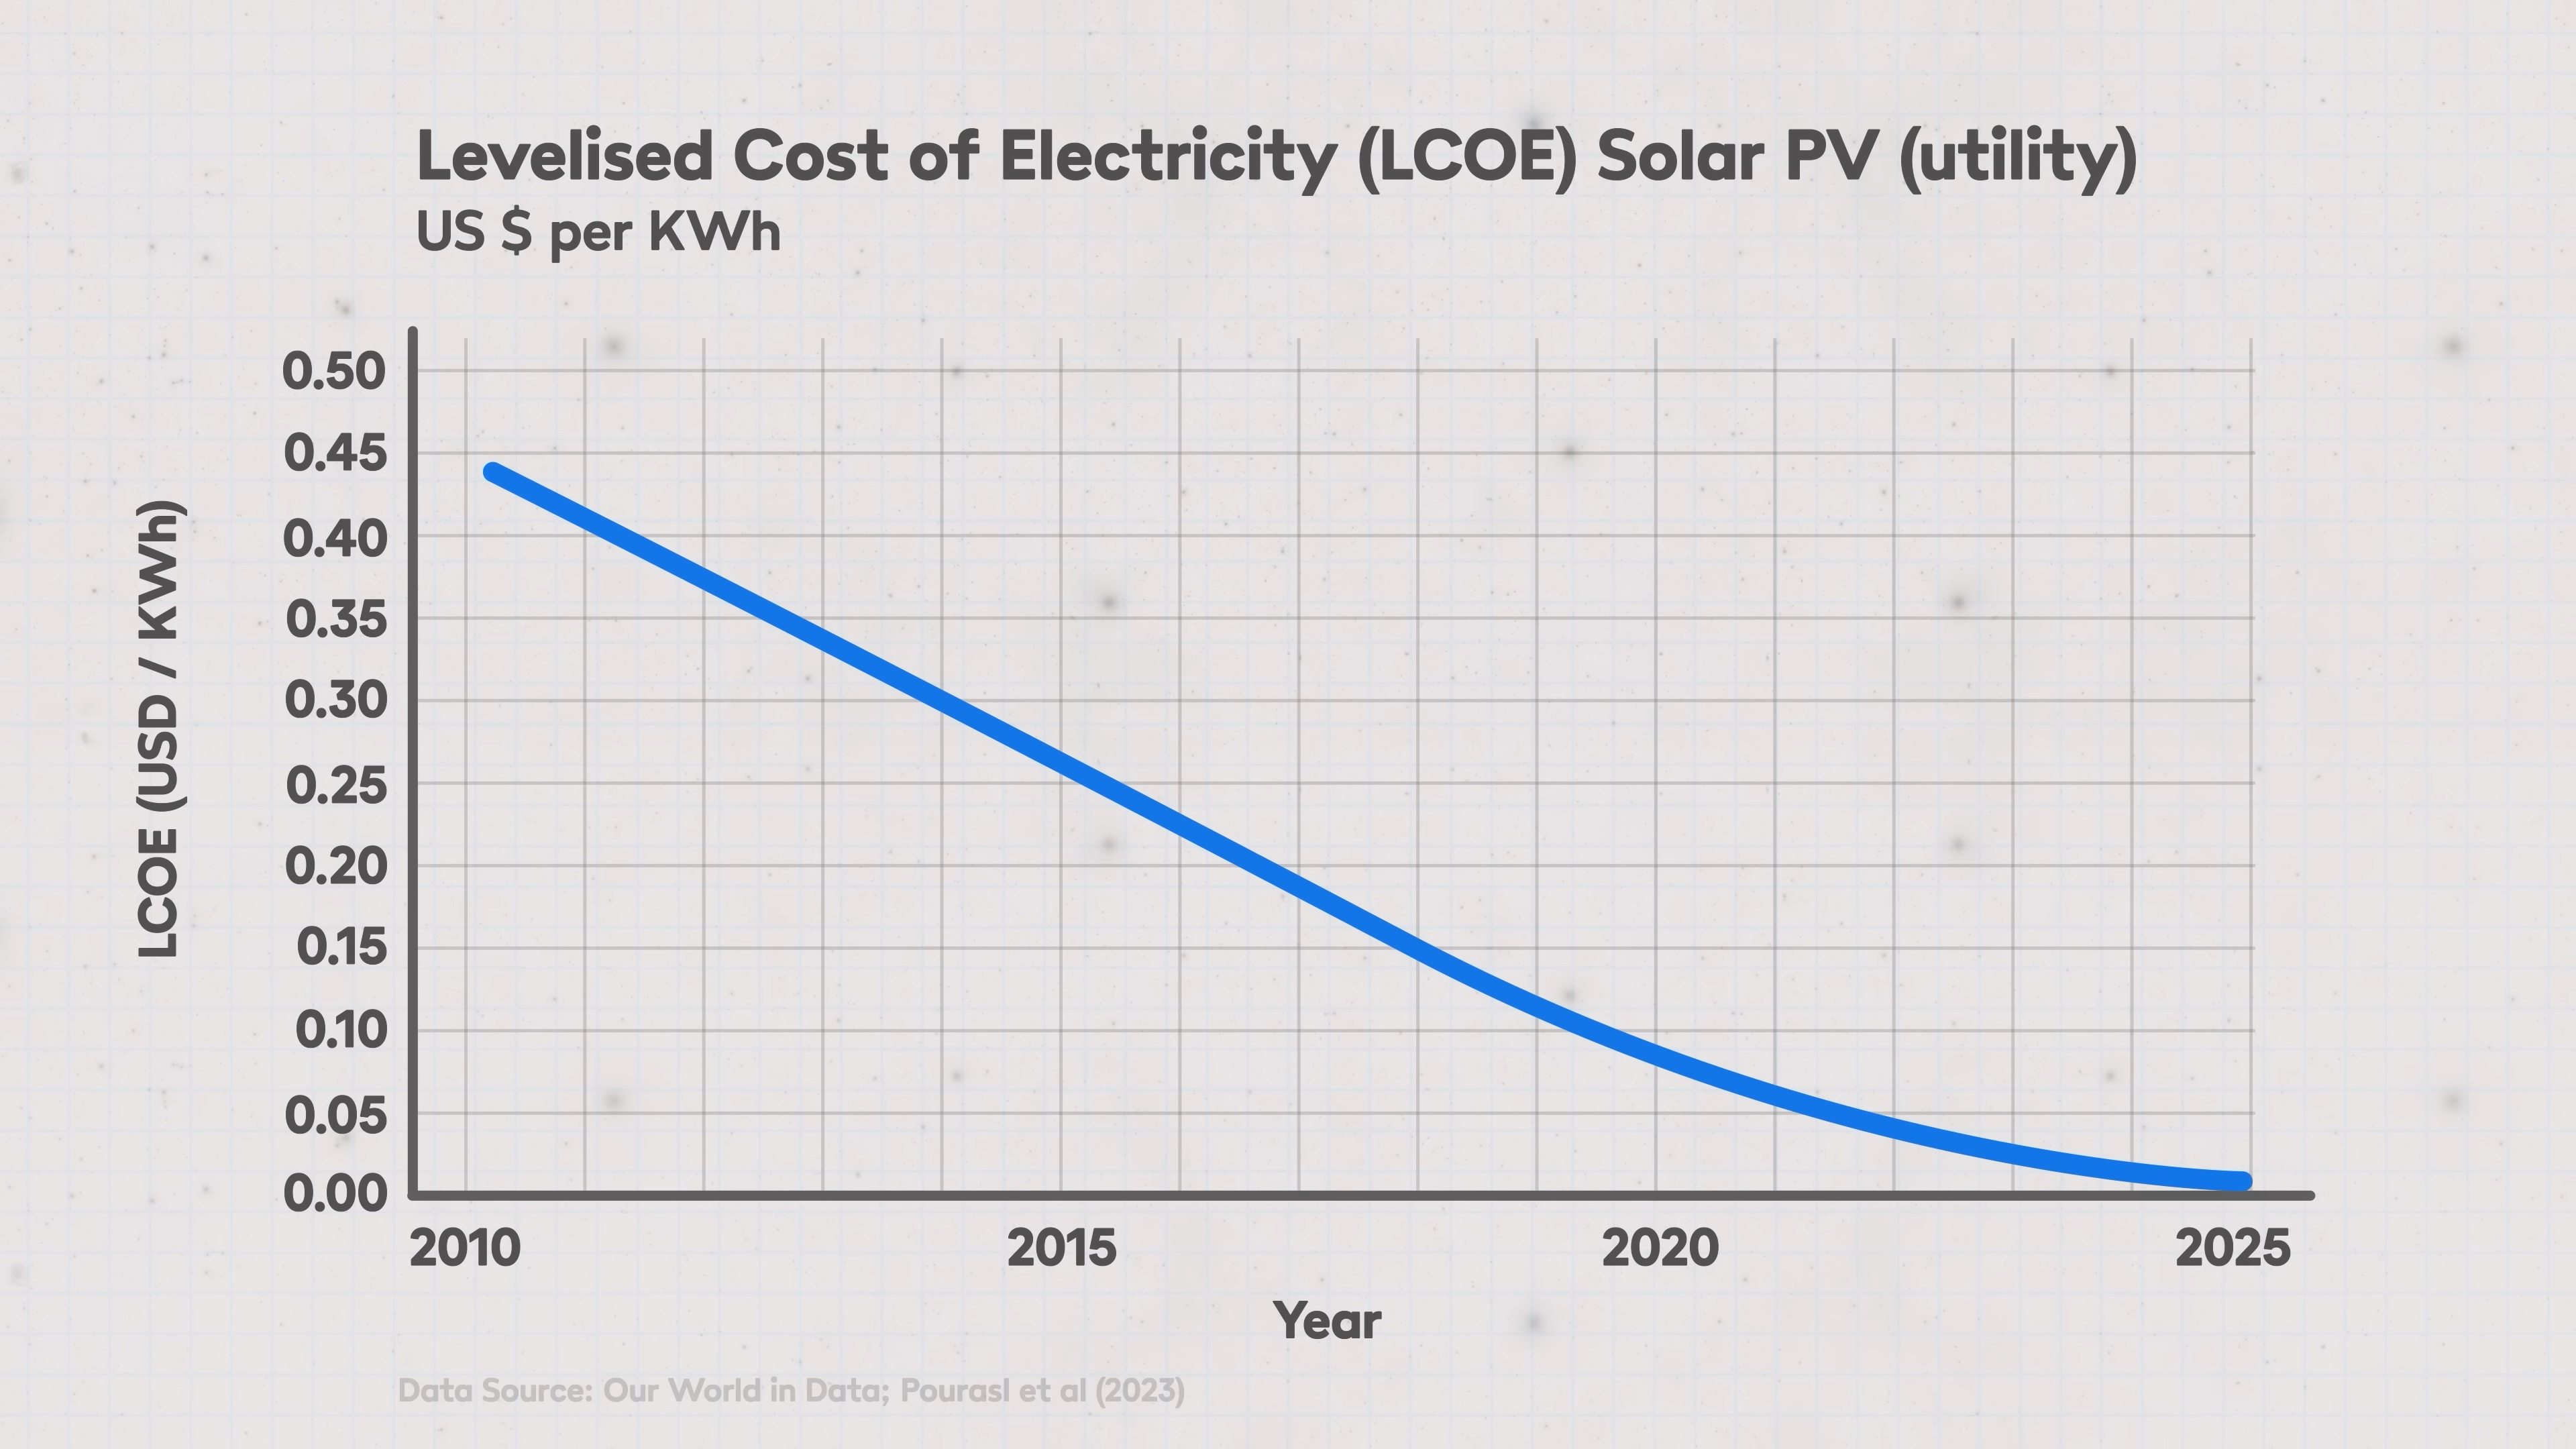 Levelised Cost of Electricity (LCOE) Solar PV (utility)
US $ per KWh
LCOE (USD / KWh)
0.50
0.45
0.40
0.35
0.30
0.25
0.20
0.15
0.10
0.05
0.00
2010 2015 2020 2025
Year
Data Source: Our World in Data; Pourasl et al (2023)